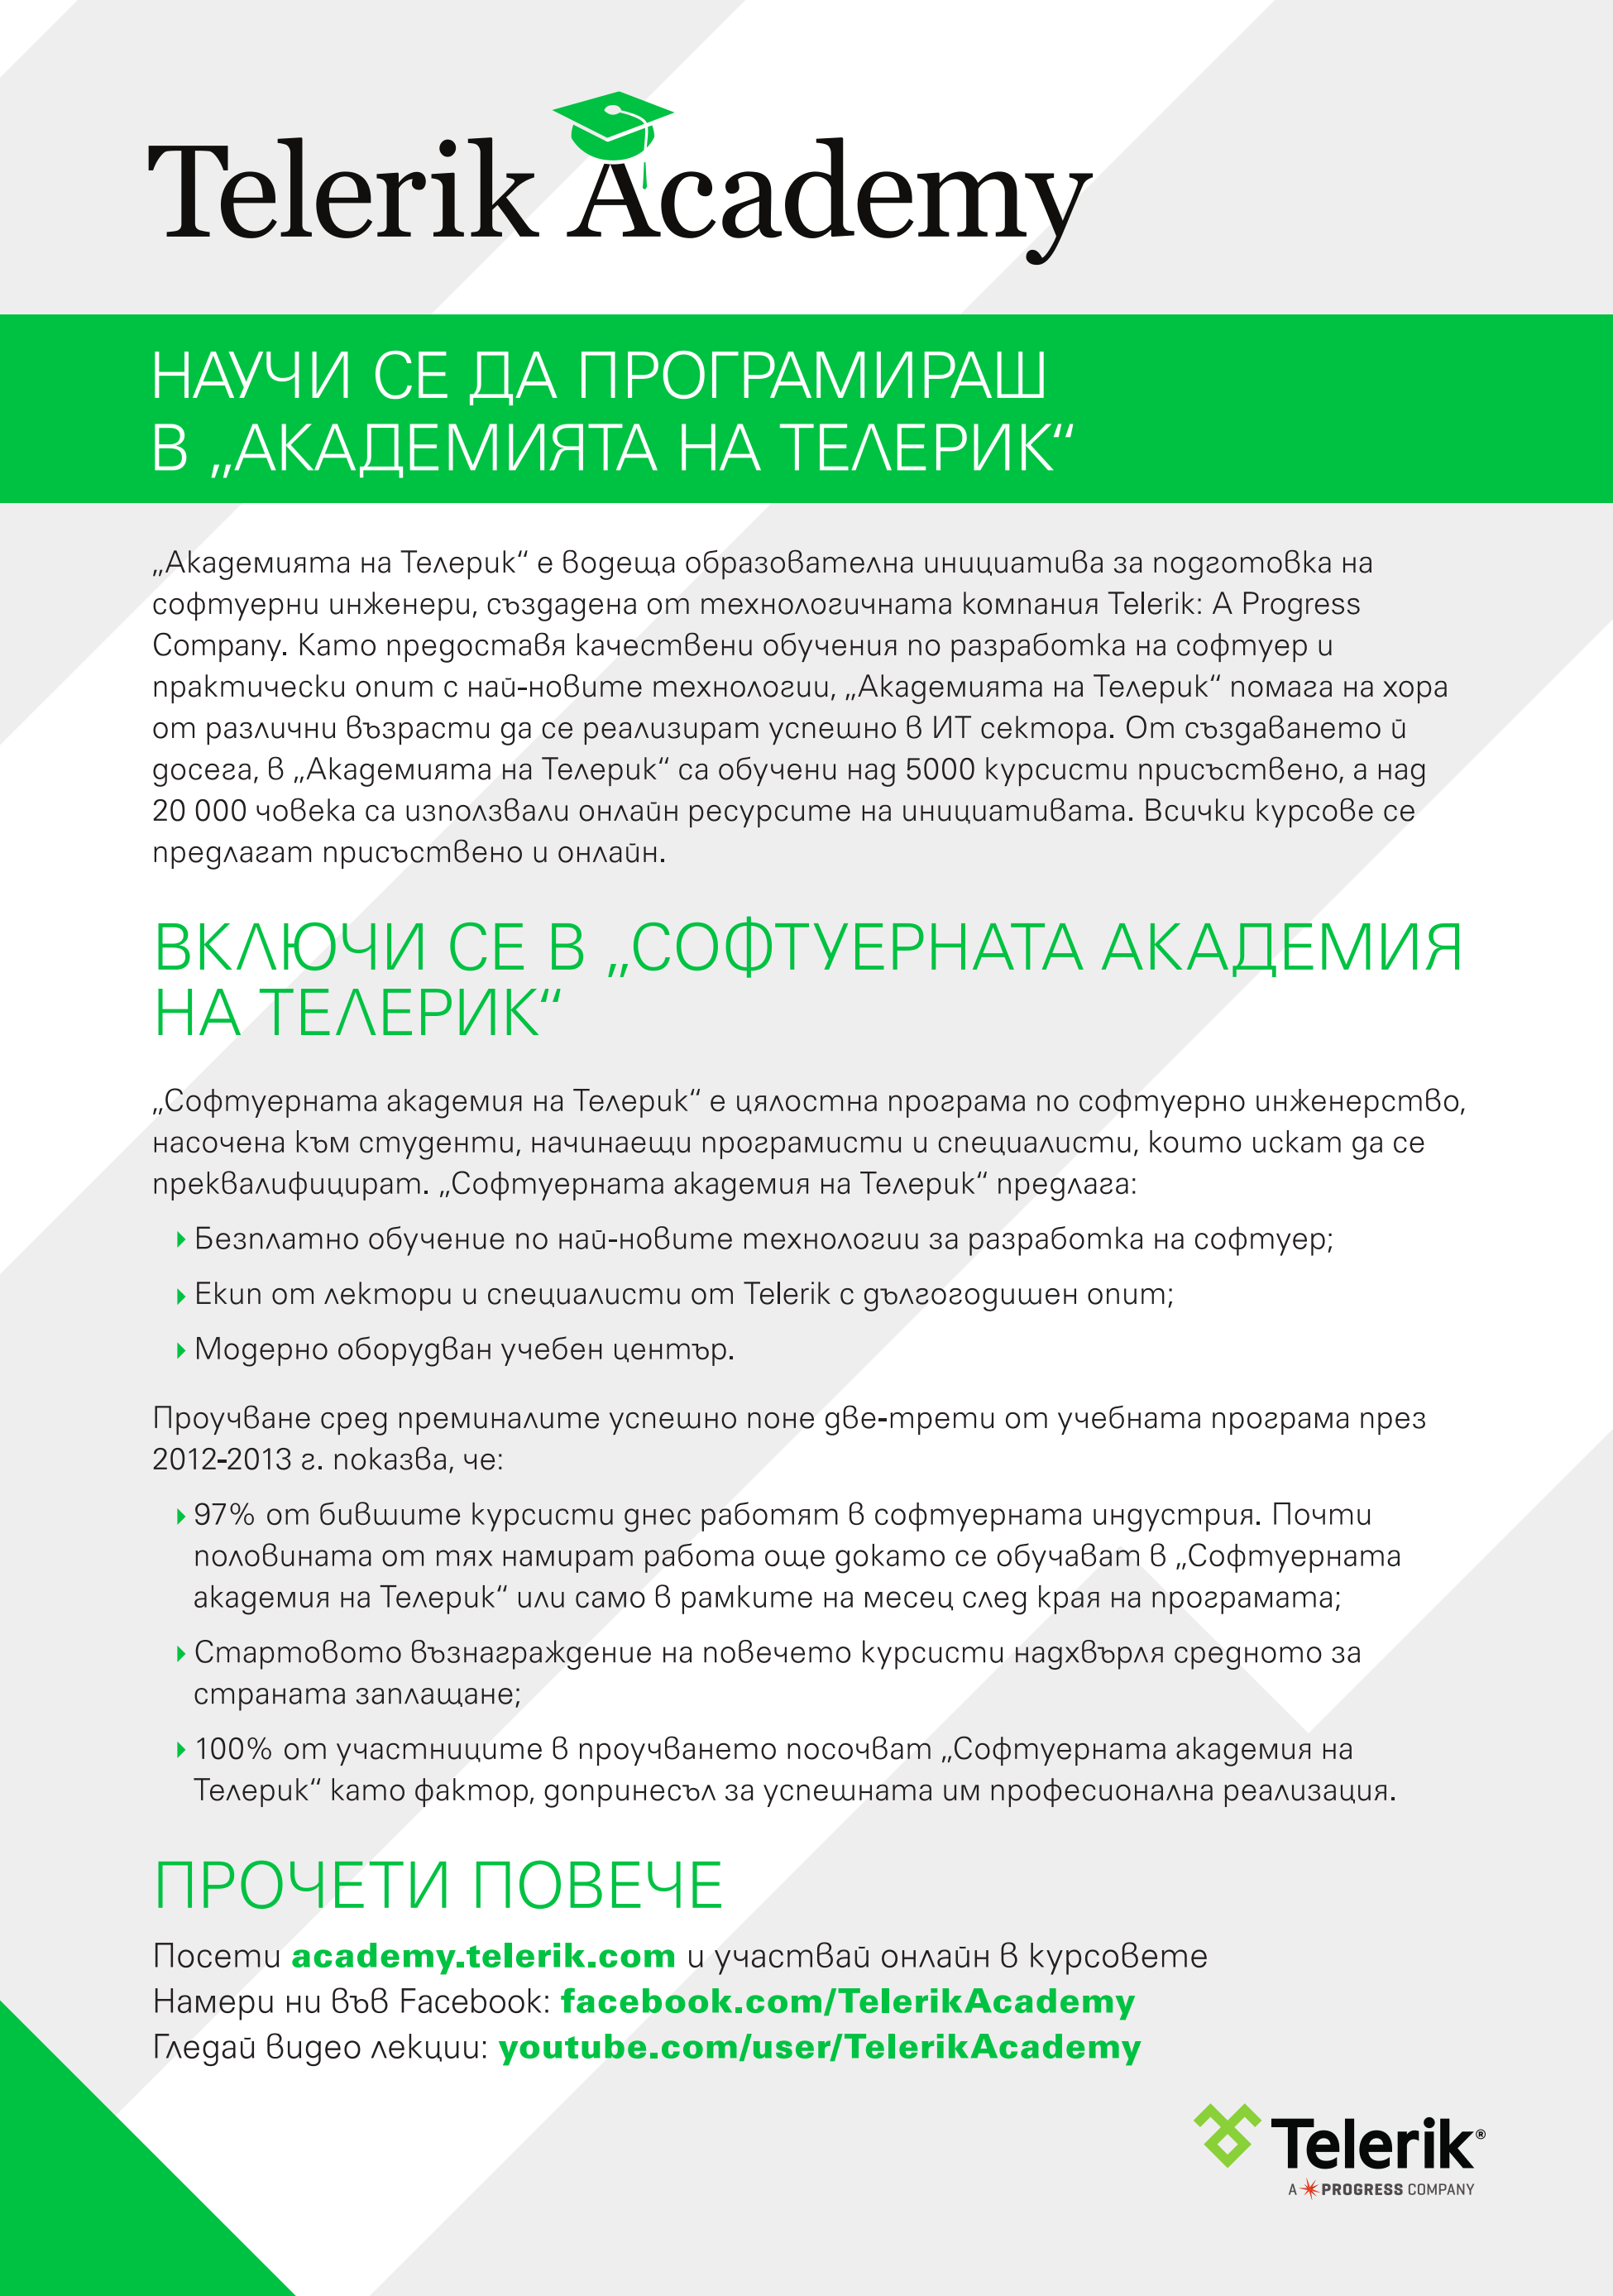 Telerik Academy
НАУЧИ СЕ ДА ПРОГРАМИРАШ
В „АКАДЕМИЯТА НА ТЕЛЕРИК“
„Академията на Телерик“ е водеща образователна инициатива за подготовка на
софтуерни инженери, създадена от технологичната компания Telerik: A Progress
Company. Като предоставя качествени обучения по разработка на софтуер и
практически опит с най-новите технологии, „Академията на Телерик“ помага на хора
от различни възрасти да се реализират успешно в ИТ сектора. От създаването ѝ
досега, в „Академията на Телерик“ са обучени над 5000 курсисти присъствено, а над
20 000 човека са използвали онлайн ресурсите на инициативата. Всички курсове се
предлагат присъствено и онлайн.
ВКЛЮЧИ СЕ В „СОФТУЕРНАТА АКАДЕМИЯ
НА ТЕЛЕРИК“
„Софтуерната академия на Телерик“ е цялостна програма по софтуерно инженерство,
насочена към студенти, начинаещи програмисти и специалисти, които искат да се
преквалифицират. „Софтуерната академия на Телерик“ предлага:
Безплатно обучение по най-новите технологии за разработка на софтуер;
Екип от лектори и специалисти от Telerik с дългогодишен опит;
Модерно оборудван учебен център.
Проучване сред преминалите успешно поне две-трети от учебната програма през
2012-2013 г. показва, че:
97% от бившите курсисти днес работят в софтуерната индустрия. Почти
половината от тях намират работа още докато се обучават в „Софтуерната
академия на Телерик“ или само в рамките на месец след края на програмата;
Стартовото възнаграждение на повечето курсисти надхвърля средното за
страната заплащане;
100% от участниците в проучването посочват „Софтуерната академия на
Телерик“ като фактор, допринесъл за успешната им професионална реализация.
ПРОЧЕТИ ПОВЕЧЕ
Посети academy.telerik.com и участвай онлайн в курсовете
Намери ни във Facebook: facebook.com/TelerikAcademy
Гледай видео лекции: youtube.com/user/TelerikAcademy
Telerik®
A PROGRESS COMPANY